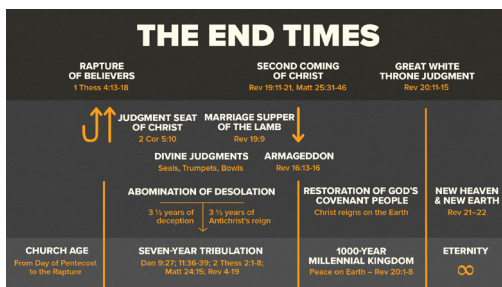 THE END TIMES
RAPTURE
OF BELIEVERS
1 Thess 4:13-18
SECOND COMING
OF CHRIST
Rev 19:11-21, Matt 25:31-46
GREAT WHITE
THRONE JUDGMENT
Rev 20:11-15
JUDGMENT SEAT
OF CHRIST
2 Cor 5:10
MARRIAGE SUPPER
OF THE LAMB
Rev 19:9
DIVINE JUDGMENTS
Seals, Trumpets, Bowls
ARMAGEDDON
Rev 16:13-16
ABOMINATION OF DESOLATION
3 ½ years of
deception
3 ½ years of
Antichrist's reign
RESTORATION OF GOD'S
COVENANT PEOPLE
Christ reigns on the Earth
NEW HEAVEN
& NEW EARTH
Rev 21–22
CHURCH AGE
From Day of Pentecost
to the Rapture
SEVEN-YEAR TRIBULATION
Dan 9:27; 11:36-39; 2 Thess 2:1-8;
Matt 24:15; Rev 4-19
1000-YEAR
MILLENNIAL KINGDOM
Peace on Earth – Rev 20:1-8
ETERNITY
∞